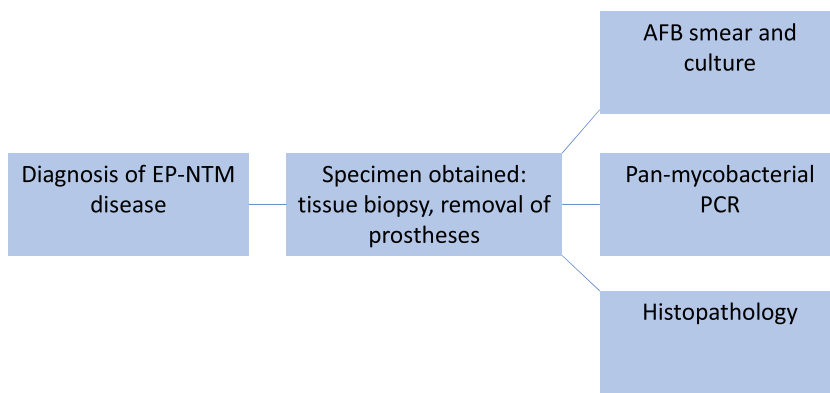 Diagnosis of EP-NTM
disease
Specimen obtained:
tissue biopsy, removal of
prostheses
AFB smear and
culture
Pan-mycobacterial
PCR
Histopathology